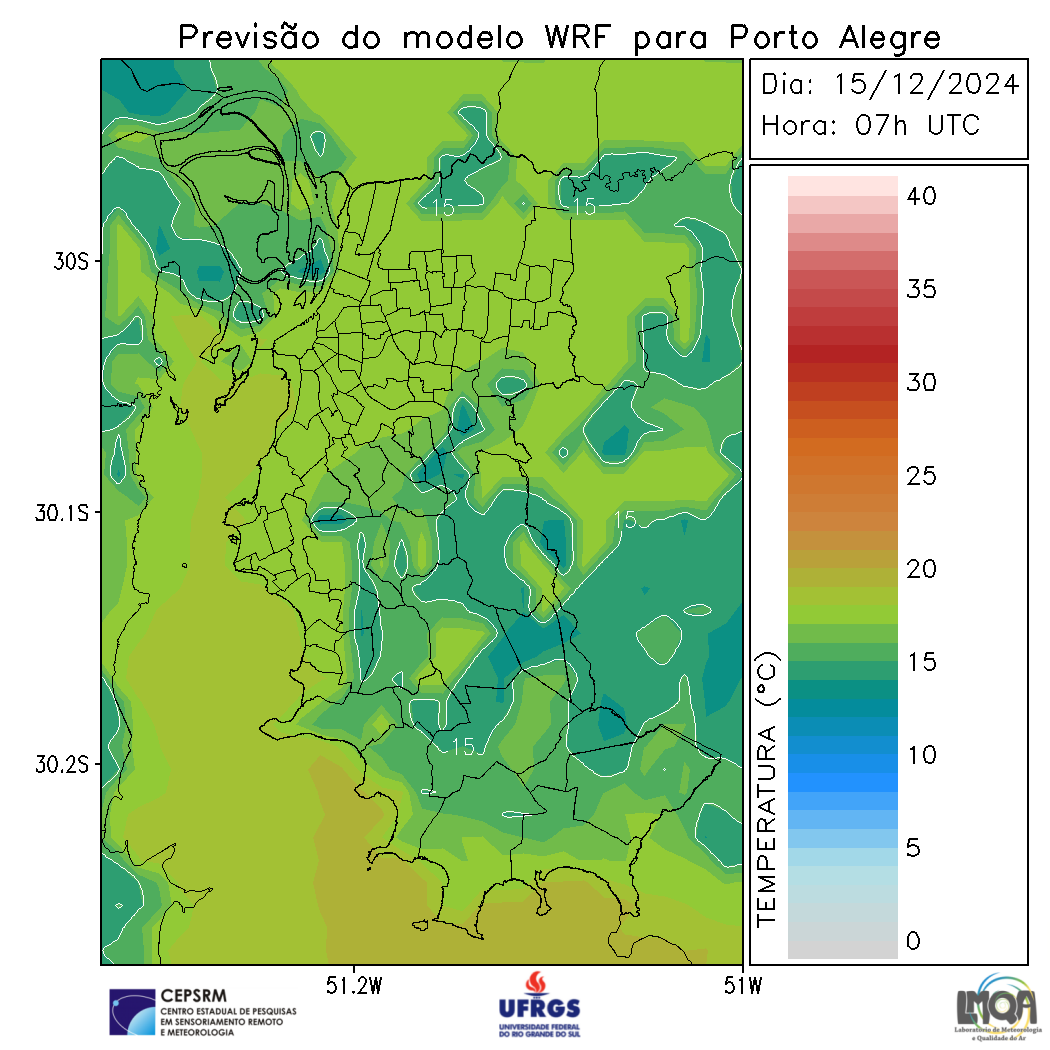 Previsão do modelo WRF para Porto Alegre
Dia: 15/12/2024
Hora: 07h UTC
40
35
30
25
20
15
10
5
0
TEMPERATURA (°C)
30S
30.1S
30.2S
51.2W
51W
15
15
15
15
CEPSRM
CENTRO ESTADUAL DE PESQUISAS
EM SENSORIAMENTO REMOTO
E METEOROLOGIA
UFRGS
UNIVERSIDADE FEDERAL
DO RIO GRANDE DO SUL
LMQA
Laboratório de Meteorologia
e Qualidade do Ar